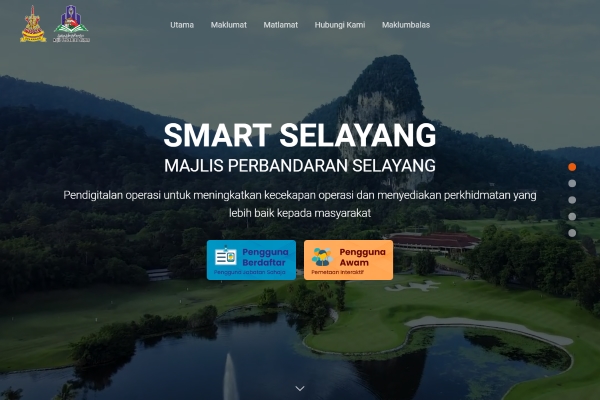 Utama
Maklumat
Matlamat
Hubungi Kami
Maklumbalas
SMART SELAYANG
MAJLIS PERBANDARAN SELAYANG
Pendigitalan operasi untuk meningkatkan kecekapan operasi dan menyediakan perkhidmatan yang
lebih baik kepada masyarakat
Pengguna
Berdaftar
Pengguna Jabatan Sahaja
Pengguna
Awam
Pemetaan Interaktif